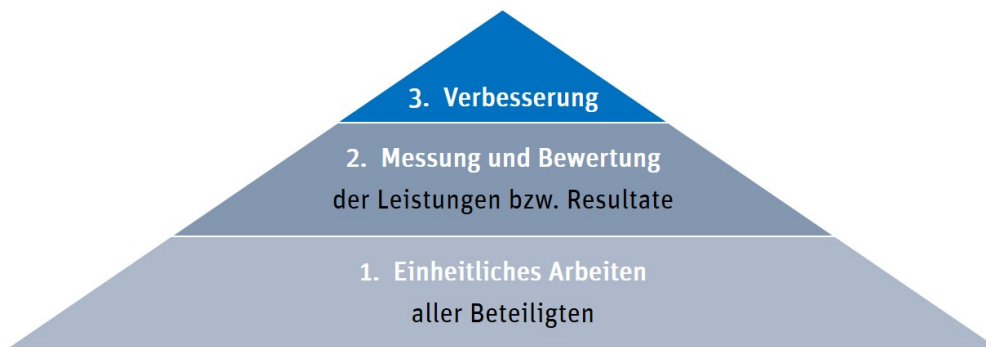 3. Verbesserung
2. Messung und Bewertung
der Leistungen bzw. Resultate
1. Einheitliches Arbeiten
aller Beteiligten